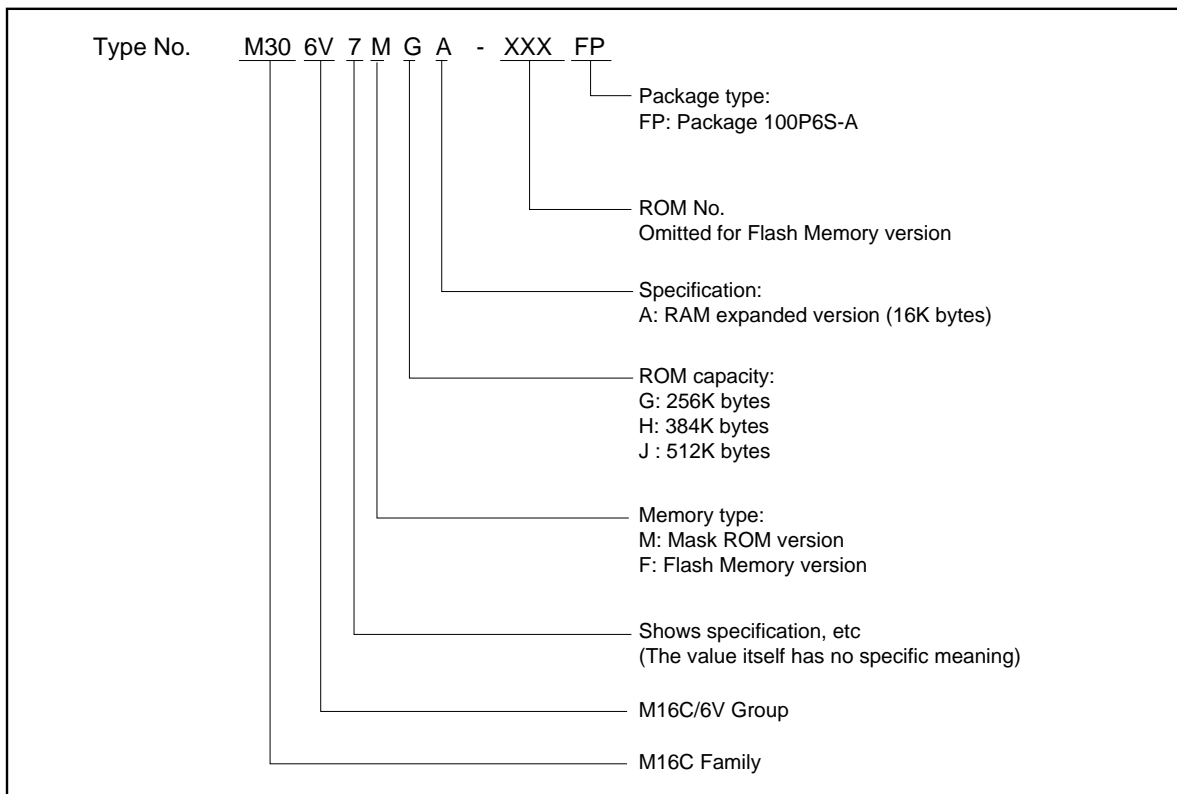 Type No. M30 6V 7 M G A - XXX FP
Package type:
FP: Package 100P6S-A
ROM No.
Omitted for Flash Memory version
Specification:
A: RAM expanded version (16K bytes)
ROM capacity:
G: 256K bytes
H: 384K bytes
J : 512K bytes
Memory type:
M: Mask ROM version
F: Flash Memory version
Shows specification, etc
(The value itself has no specific meaning)
M16C/6V Group
M16C Family